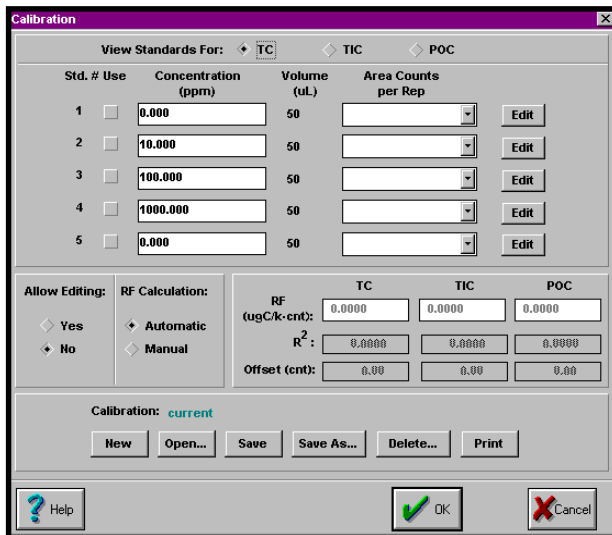 Calibration
View Standards For: TC TIC POC
Std. # Use Concentration (ppm) Volume (uL) Area Counts per Rep
1 0.000 50 Edit
2 10.000 50 Edit
3 100.000 50 Edit
4 1000.000 50 Edit
5 0.000 50 Edit
Allow Editing: RF Calculation:
Yes Automatic
No Manual
TC TIC POC
RF (ugC/k·cnt): 0.0000 0.0000 0.0000
R²: 0.0000 0.0000 0.0000
Offset (cnt): 0.00 0.00 0.00
Calibration: current
New Open... Save Save As... Delete... Print
? Help OK Cancel